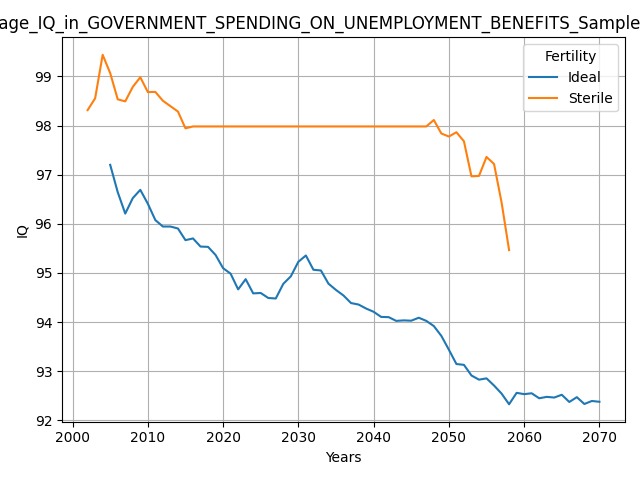 age_IQ_in_GOVERNMENT_SPENDING_ON_UNEMPLOYMENT_BENEFITS_Sample
Fertility
Ideal
Sterile
99
98
97
96
95
94
93
92
IQ
2000 2010 2020 2030 2040 2050 2060 2070
Years